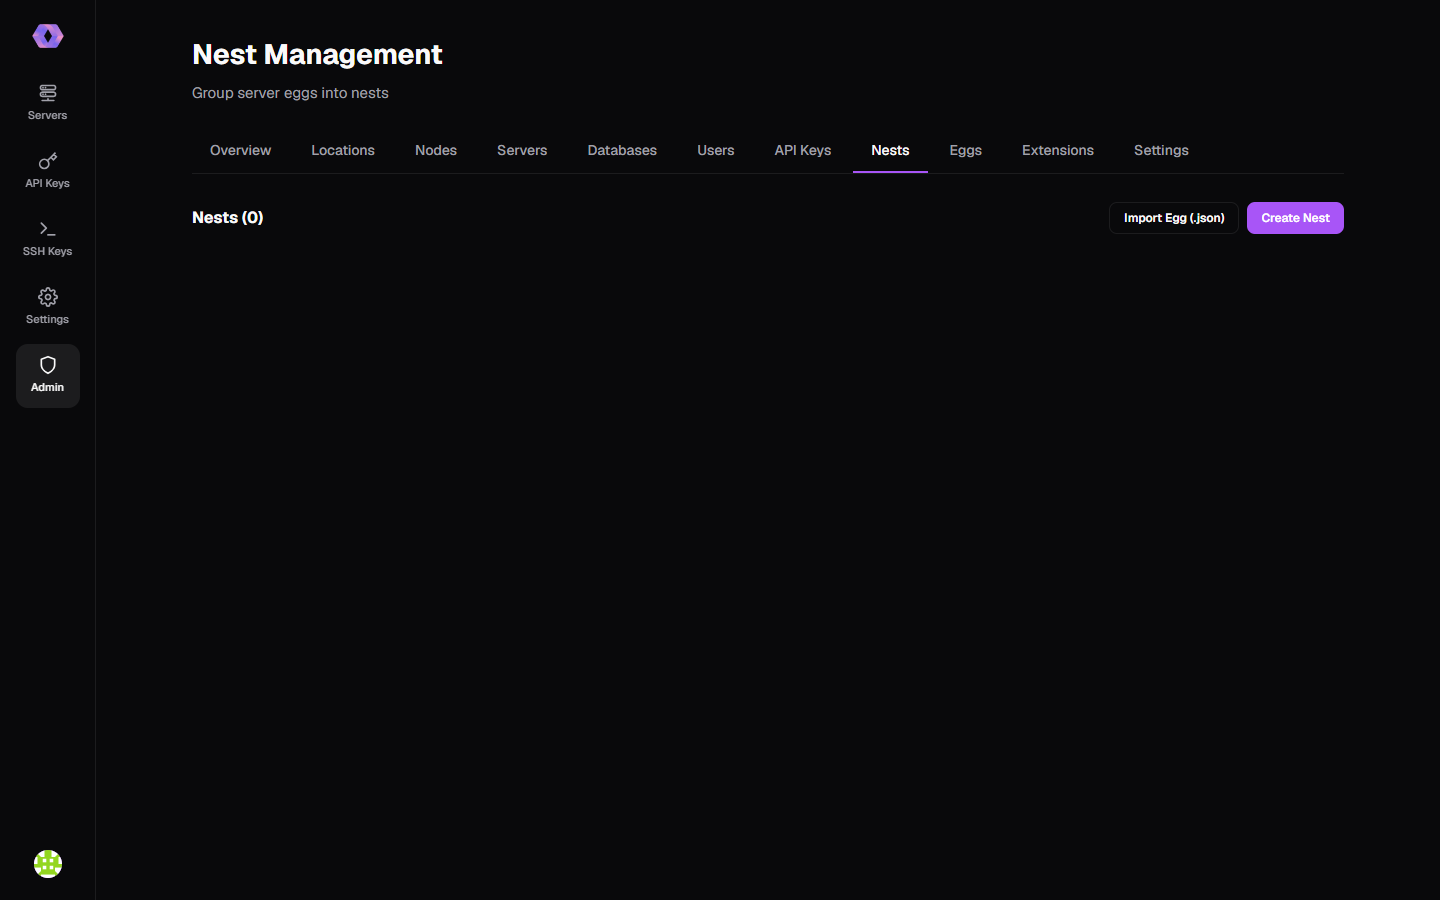 Nest Management
Group server eggs into nests
Servers
API Keys
SSH Keys
Settings
Admin
Overview Locations Nodes Servers Databases Users API Keys Nests Eggs Extensions Settings
Nests (0)
Import Egg (.json) Create Nest